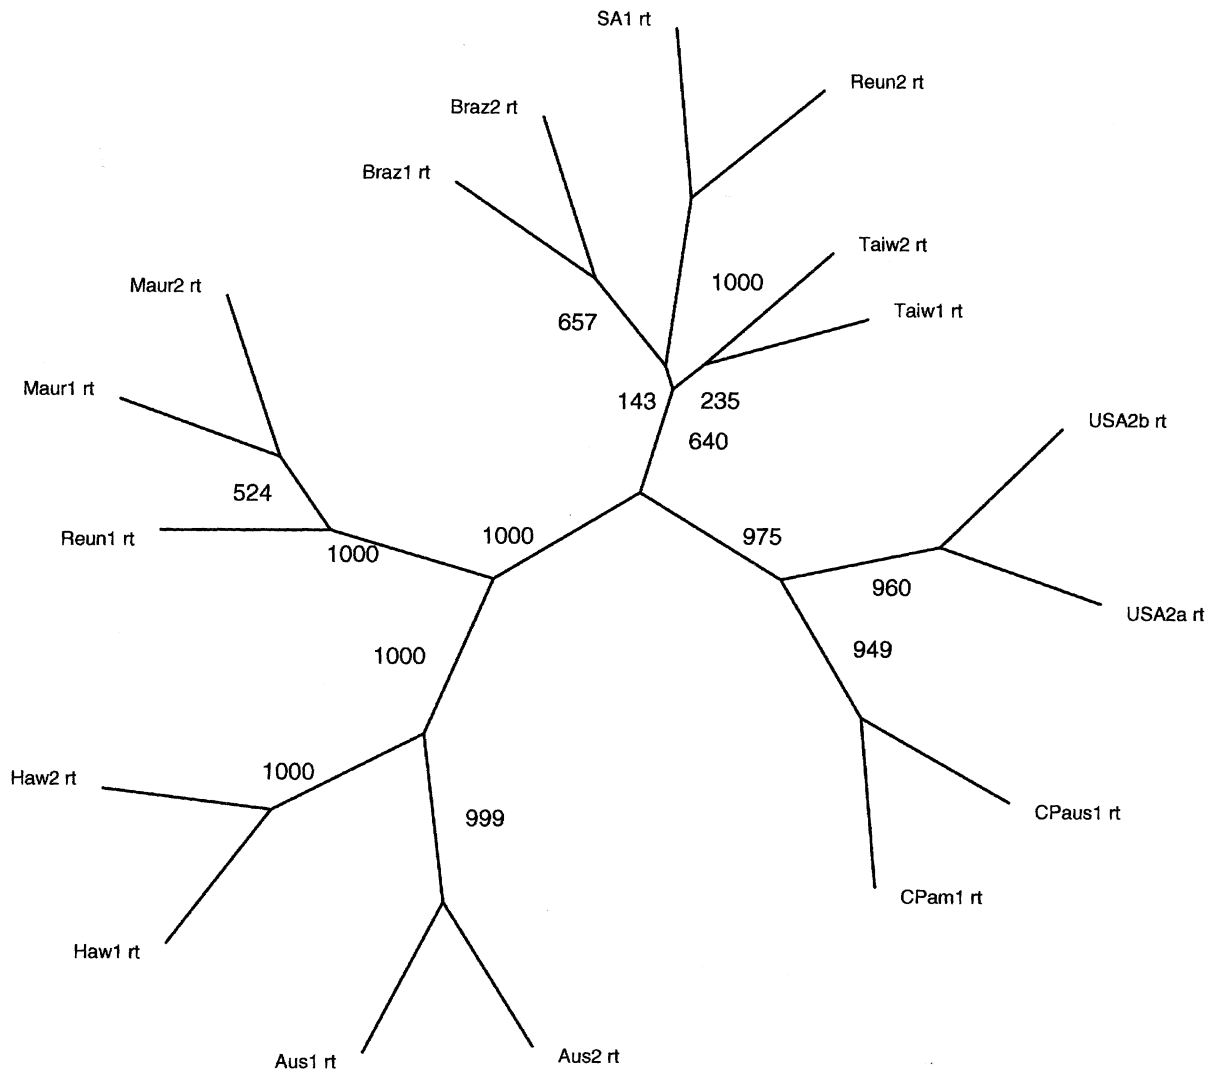 SA1 rt
Reun2 rt
Braz2 rt
Braz1 rt
Taiw2 rt
1000
Maur2 rt
Taiw1 rt
657
Maur1 rt
143
235
USA2b rt
640
524
Reun1 rt
1000
1000
975
960
USA2a rt
1000
949
Haw2 rt
1000
999
CPaus1 rt
CPam1 rt
Haw1 rt
Aus1 rt
Aus2 rt